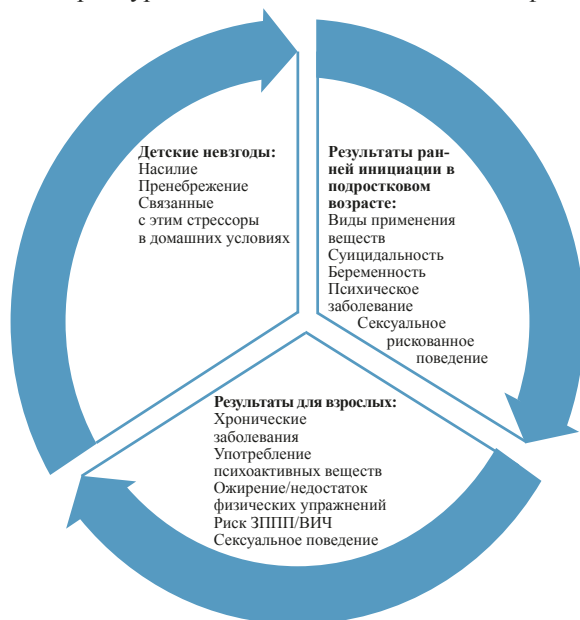 Детские невзгоды:
Насилие
Пренебрежение
Связанные
с этим стрессоры
в домашних условиях
Результаты ран-
ней инициации в
подростковом
возрасте:
Виды применения
веществ
Суицидальность
Беременность
Психическое
заболевание
Сексуальное
рискованное
поведение
Результаты для взрослых:
Хронические
заболевания
Употребление
психоактивных веществ
Ожирение/недостаток
физических упражнений
Риск ЗППП/ВИЧ
Сексуальное поведение